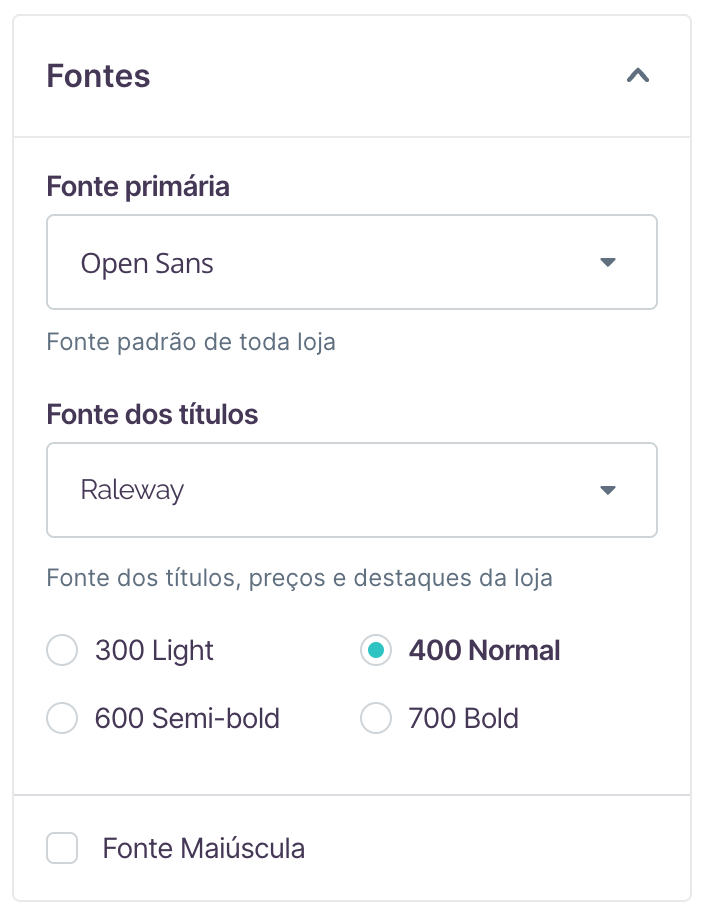 Fontes
Fonte primária
Open Sans
Fonte padrão de toda loja
Fonte dos títulos
Raleway
Fonte dos títulos, preços e destaques da loja
300 Light
400 Normal
600 Semi-bold
700 Bold
Fonte Maiúscula